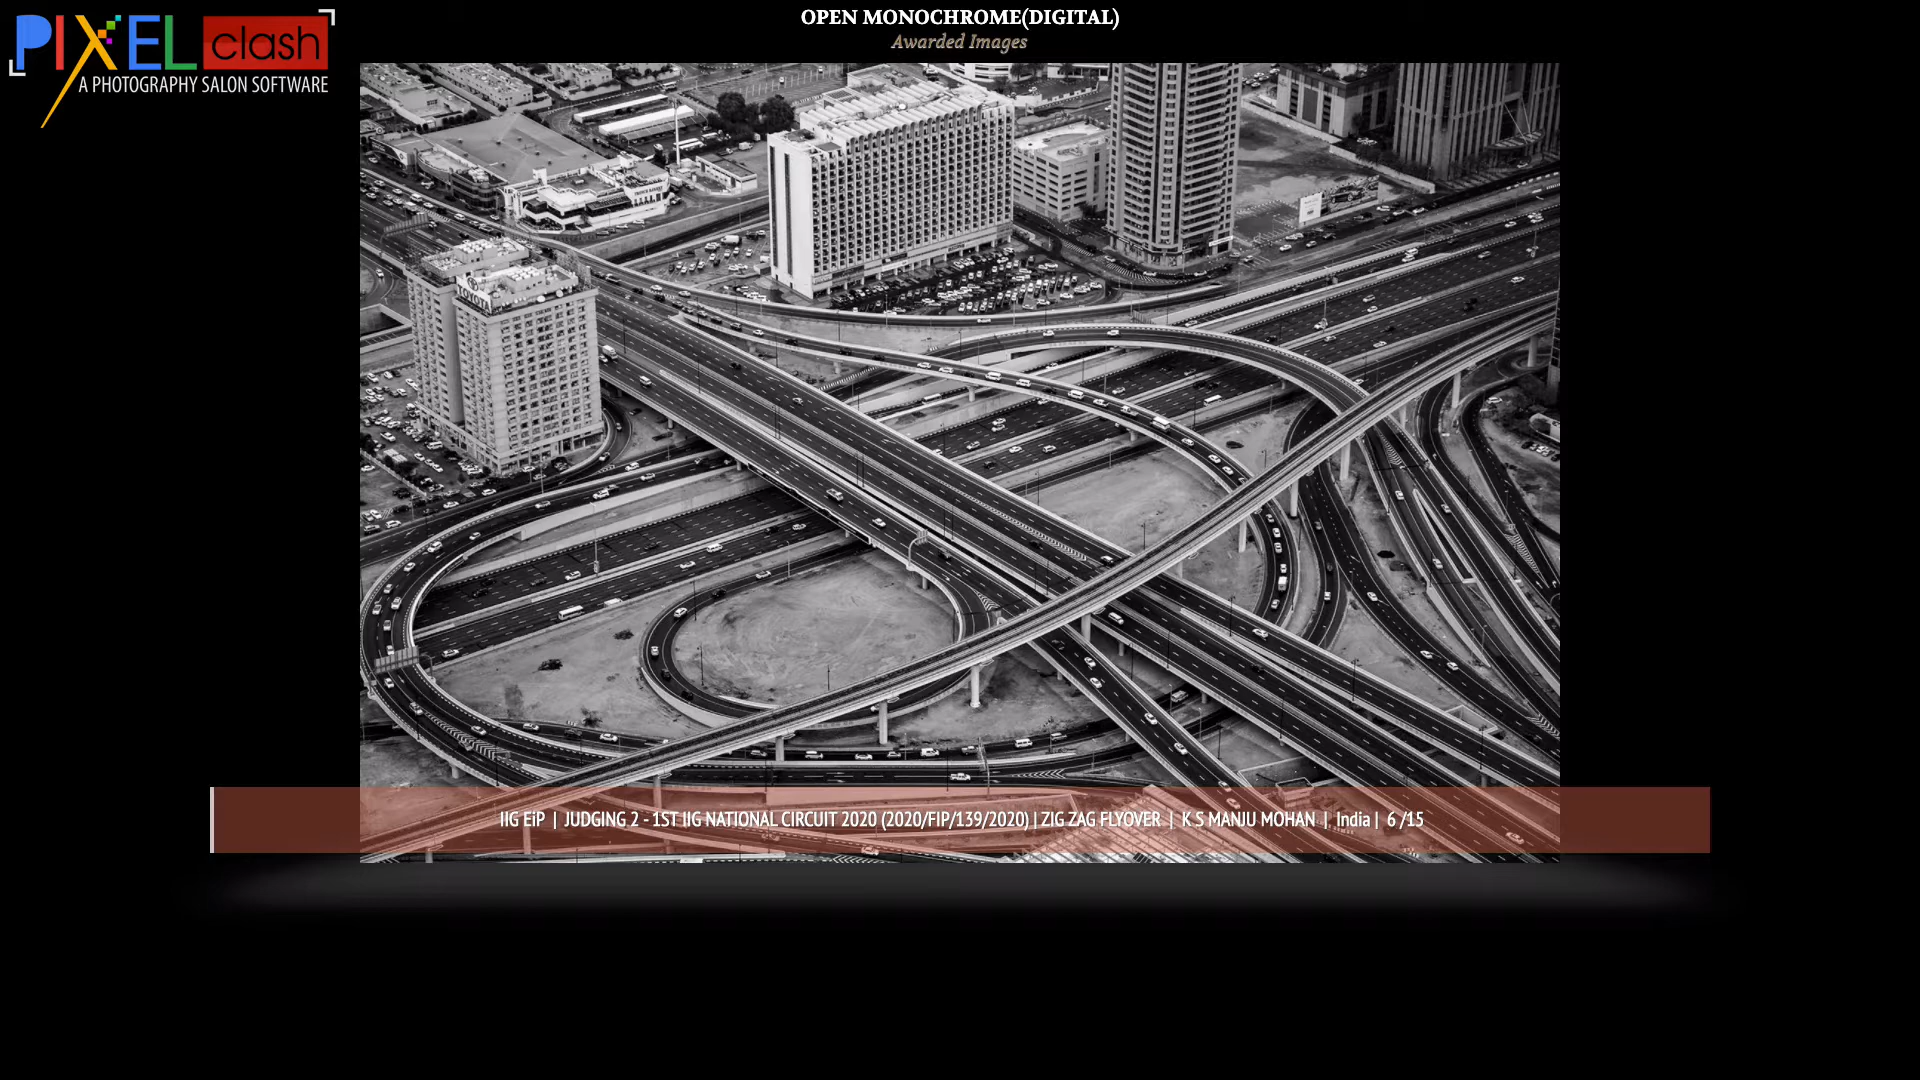 PIXEL clash
A PHOTOGRAPHY SALON SOFTWARE
OPEN MONOCHROME(DIGITAL)
Awarded Images
TOYOTA
IIG EiP | JUDGING 2 - 1ST IIG NATIONAL CIRCUIT 2020 (2020/FIP/139/2020) | ZIG ZAG FLYOVER | K S MANJU MOHAN | India | 6 /15